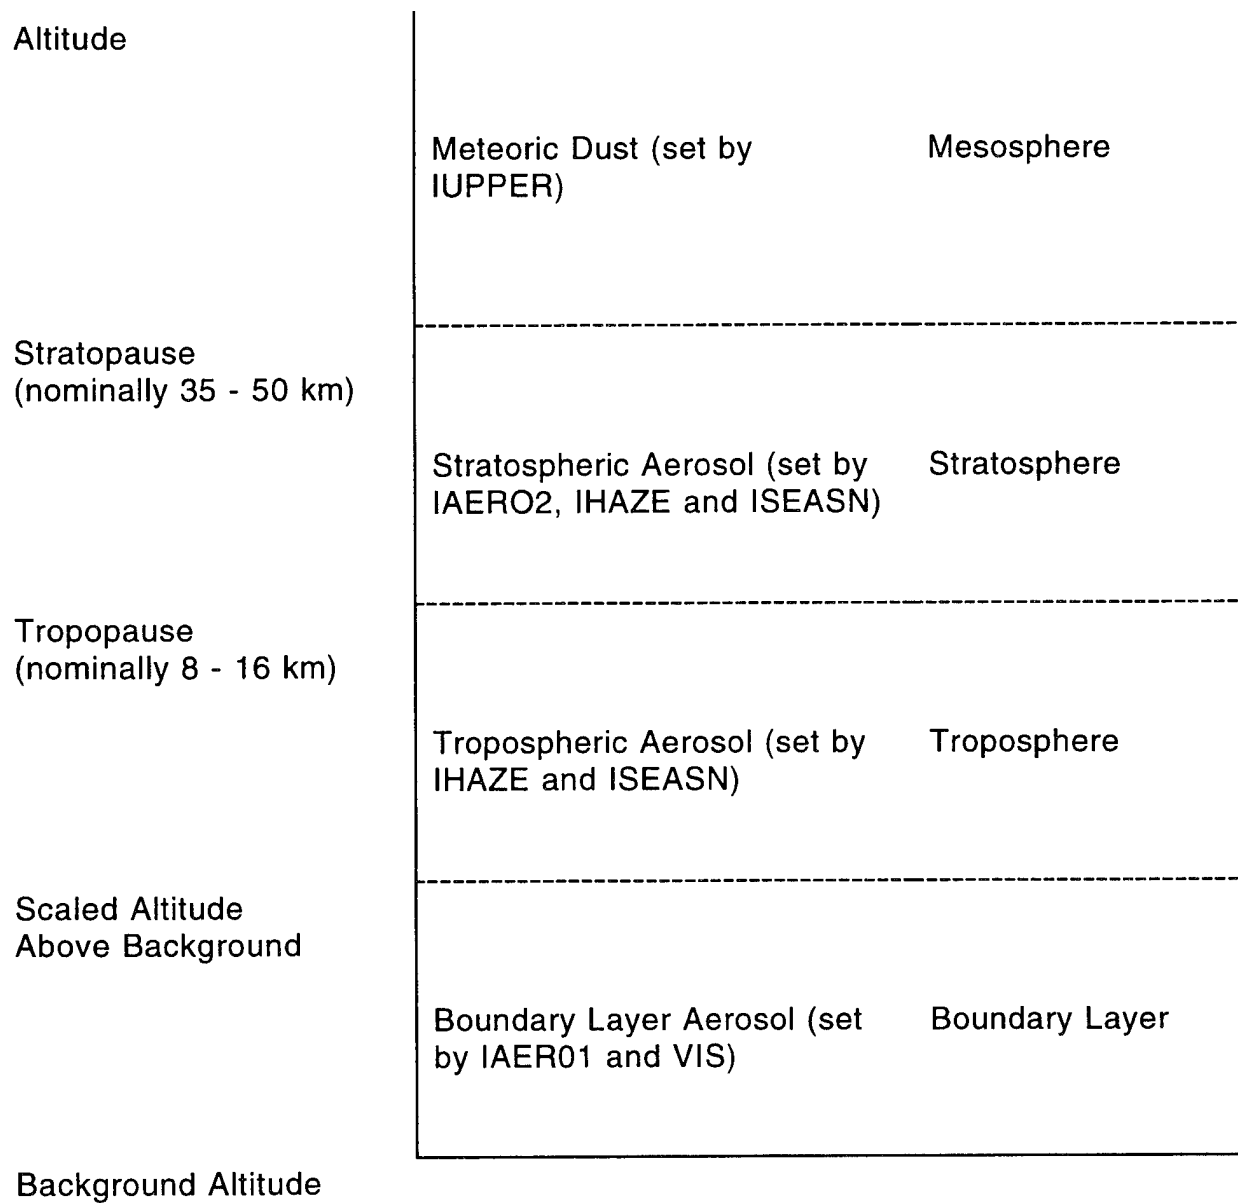 Altitude
Meteoric Dust (set by
IUPPER)
Mesosphere
Stratopause
(nominally 35 - 50 km)
Stratospheric Aerosol (set by
IAERO2, IHAZE and ISEASN)
Stratosphere
Tropopause
(nominally 8 - 16 km)
Tropospheric Aerosol (set by
IHAZE and ISEASN)
Troposphere
Scaled Altitude
Above Background
Boundary Layer Aerosol (set
by IAER01 and VIS)
Boundary Layer
Background Altitude